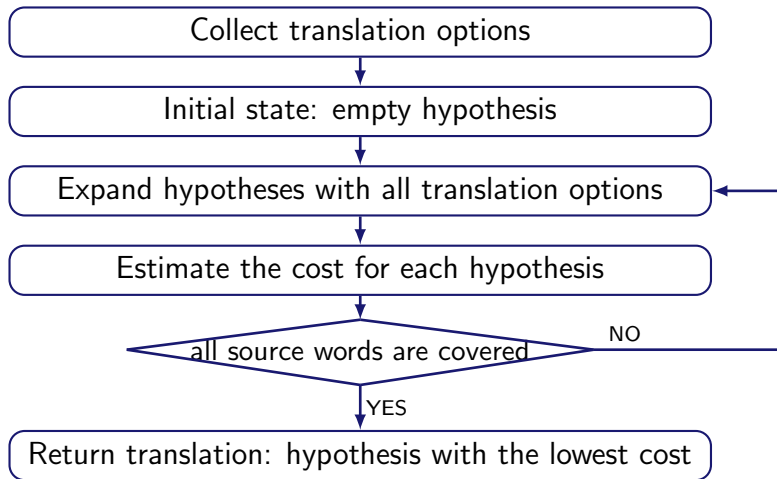 Collect translation options
Initial state: empty hypothesis
Expand hypotheses with all translation options
Estimate the cost for each hypothesis
all source words are covered
NO
YES
Return translation: hypothesis with the lowest cost